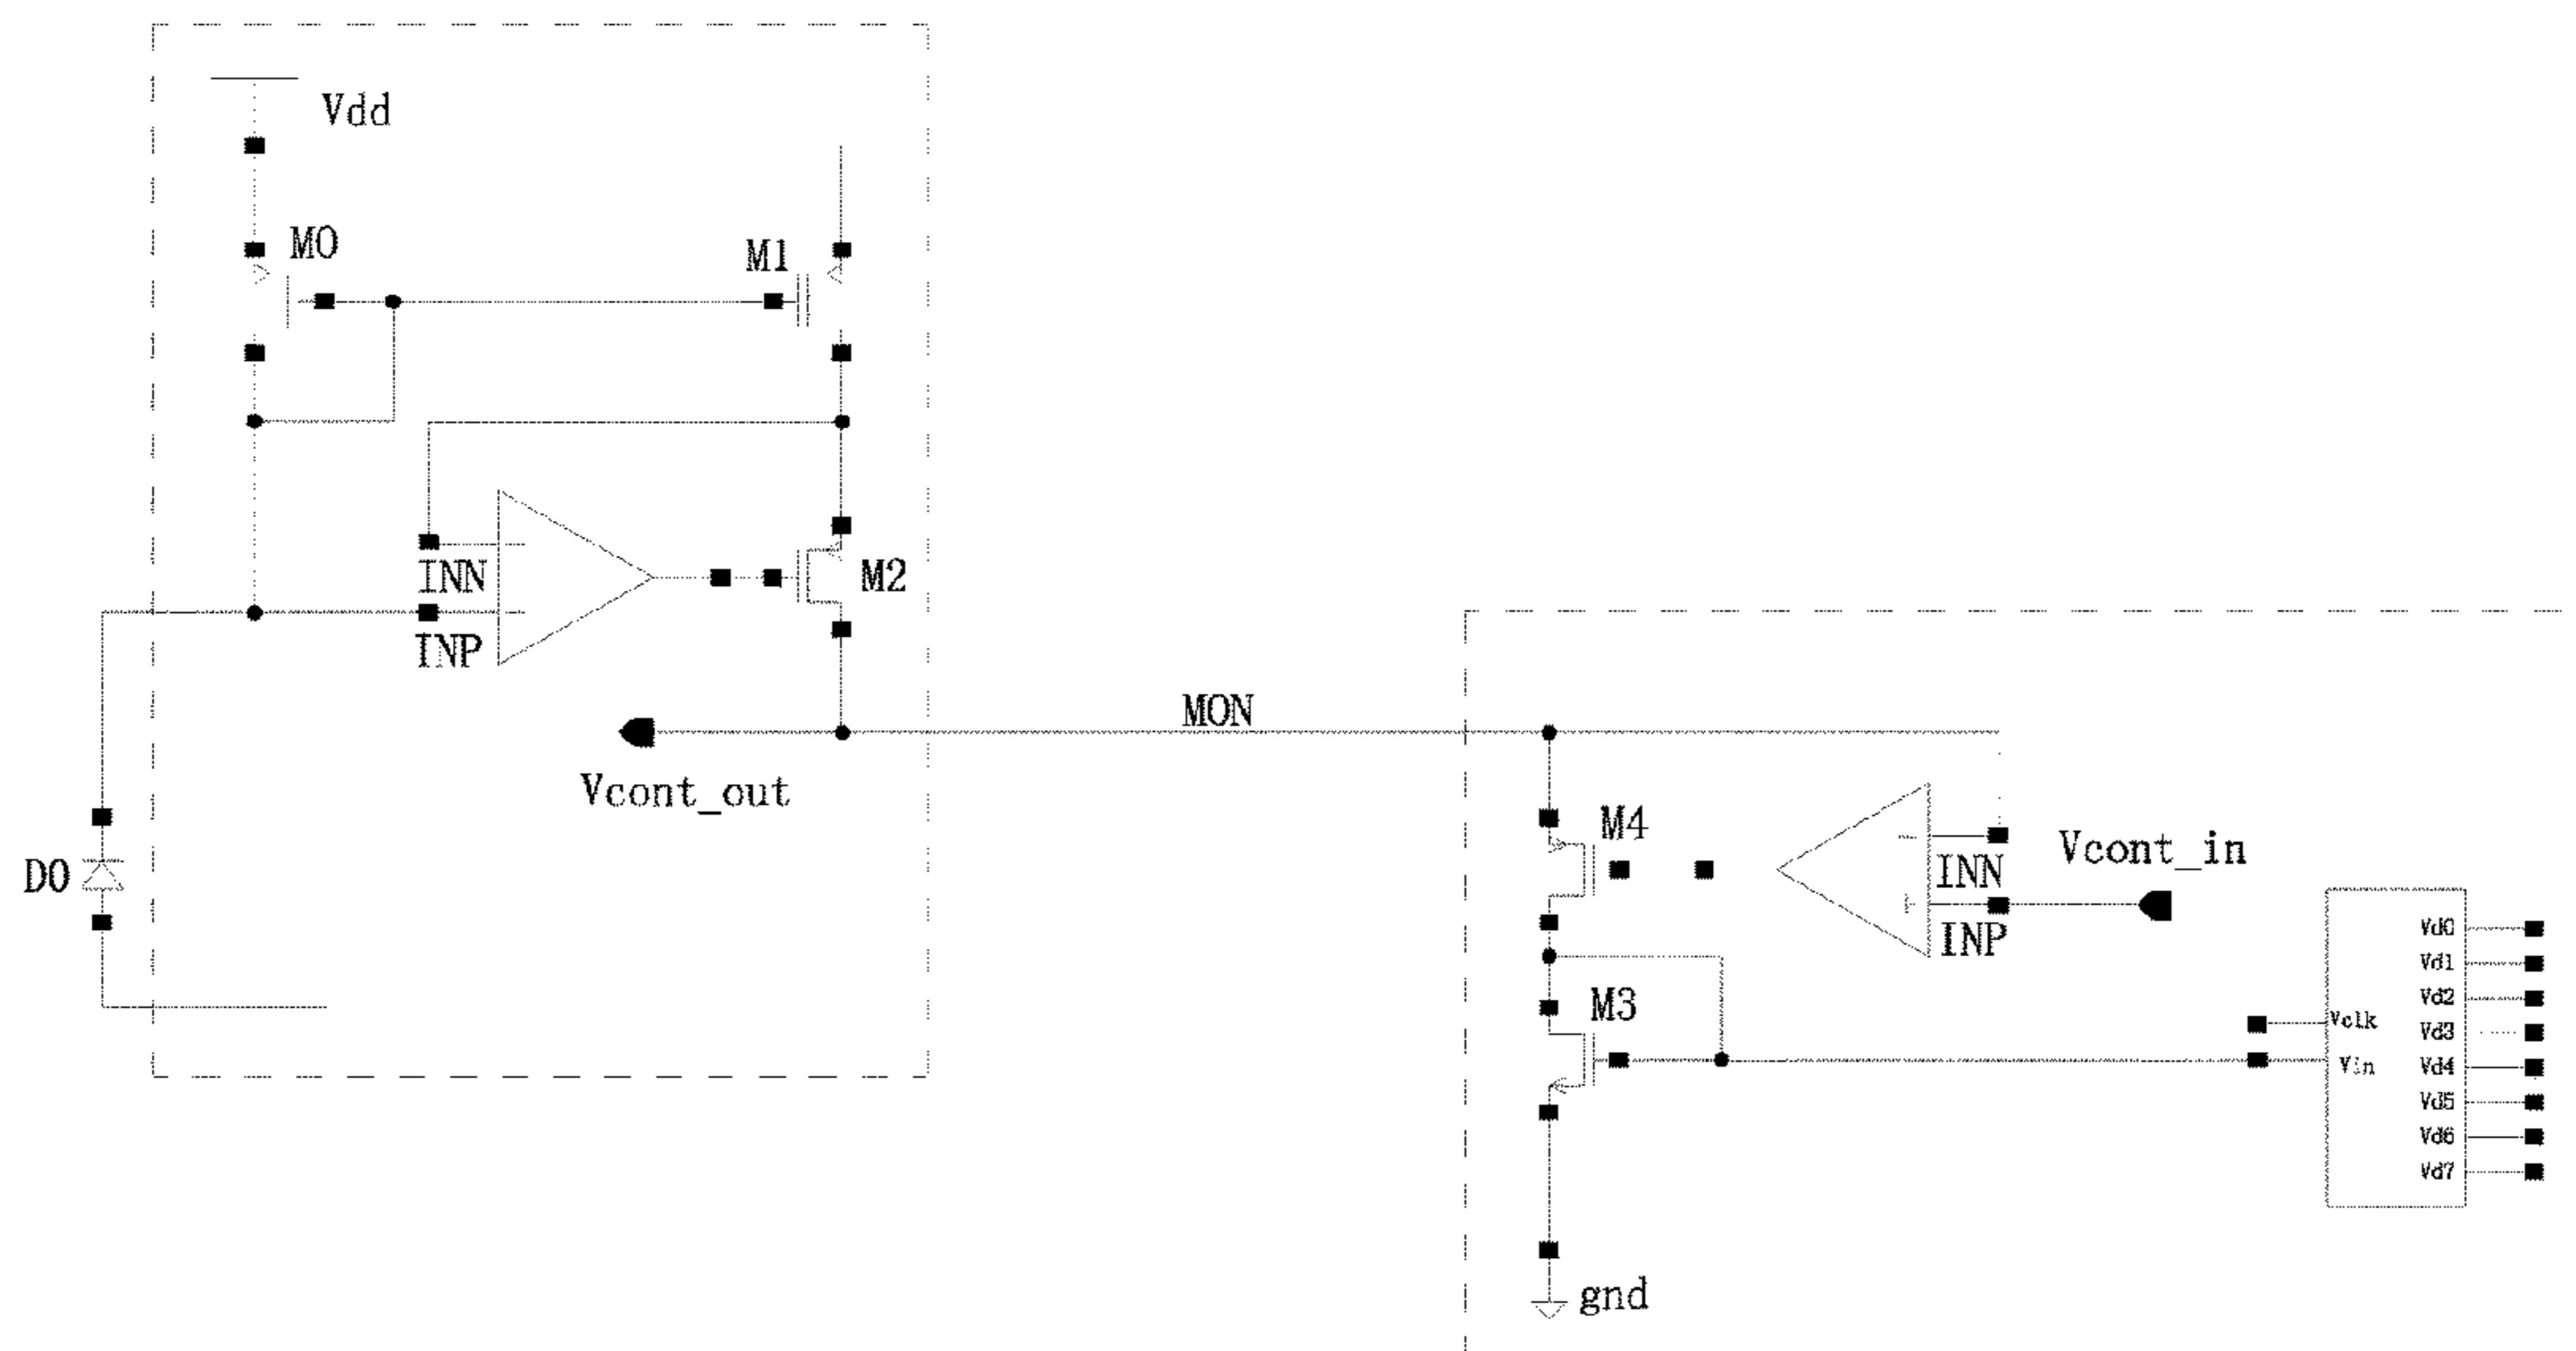 Vdd
M0
M1
INN
M2
INP
MON
Vcont_out
M4
D0
INN
Vcont_in
INP
Vd0
Vd1
Vd2
M3
Vclk
Vd3
Vin
Vd4
Vd5
Vd6
Vd7
gnd